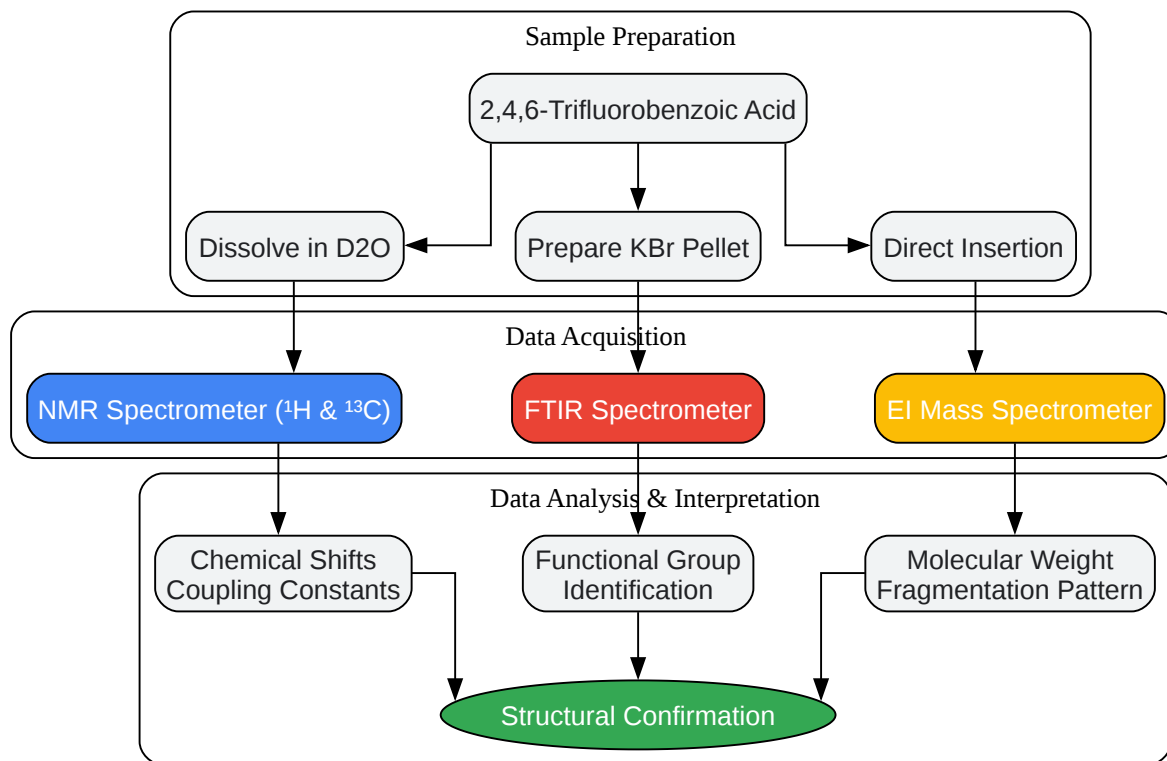 Sample Preparation
2,4,6-Trifluorobenzoic Acid
Dissolve in D2O
Prepare KBr Pellet
Direct Insertion
Data Acquisition
NMR Spectrometer (¹H & ¹³C)
FTIR Spectrometer
EI Mass Spectrometer
Data Analysis & Interpretation
Chemical Shifts
Coupling Constants
Functional Group
Identification
Molecular Weight
Fragmentation Pattern
Structural Confirmation